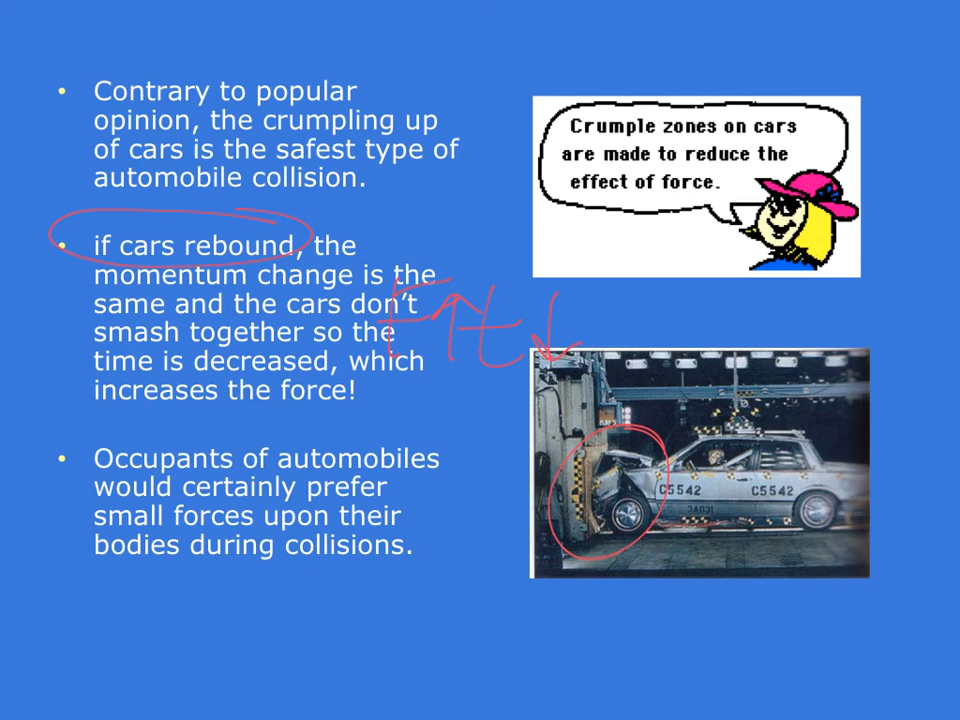 • Contrary to popular
opinion, the crumpling up
of cars is the safest type of
automobile collision.
• if cars rebound, the
momentum change is the
same and the cars don’t
smash together so the
time is decreased, which
increases the force!
• Occupants of automobiles
would certainly prefer
small forces upon their
bodies during collisions.
Crumple zones on cars
are made to reduce the
effect of force.
F↑t↓
C5542
C5542
3A031